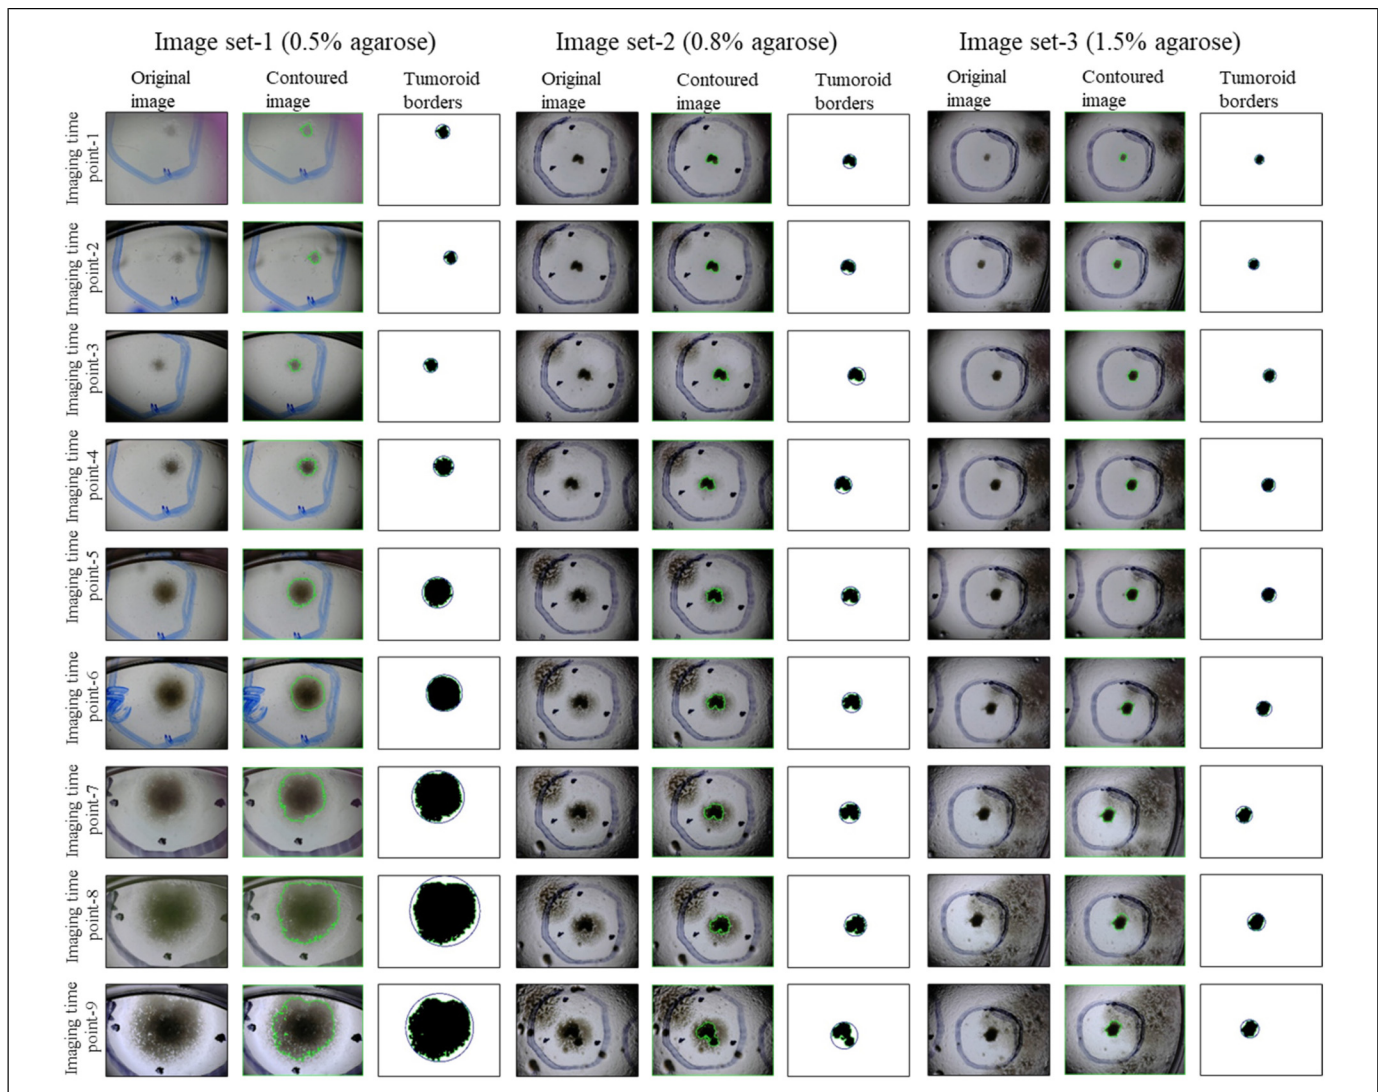 Image set-1 (0.5% agarose)
Image set-2 (0.8% agarose)
Image set-3 (1.5% agarose)
Original
image
Contoured
image
Tumoroid
borders
Original
image
Contoured
image
Tumoroid
borders
Original
image
Contoured
image
Tumoroid
borders
Imaging time
point-1
Imaging time
point-2
Imaging time
point-3
Imaging time
point-4
Imaging time
point-5
Imaging time
point-6
Imaging time
point-7
Imaging time
point-8
Imaging time
point-9